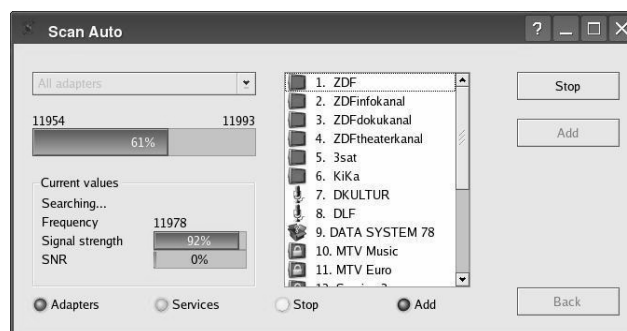 Scan Auto
All adapters
11954 11993
61%
Current values
Searching...
Frequency 11978
Signal strength 92%
SNR 0%
1. ZDF
2. ZDFinfokanal
3. ZDFdokukanal
4. ZDFtheaterkanal
5. 3sat
6. KiKa
7. DKULTUR
8. DLF
9. DATA SYSTEM 78
10. MTV Music
11. MTV Euro
Stop
Add
Back
Adapters Services Stop Add